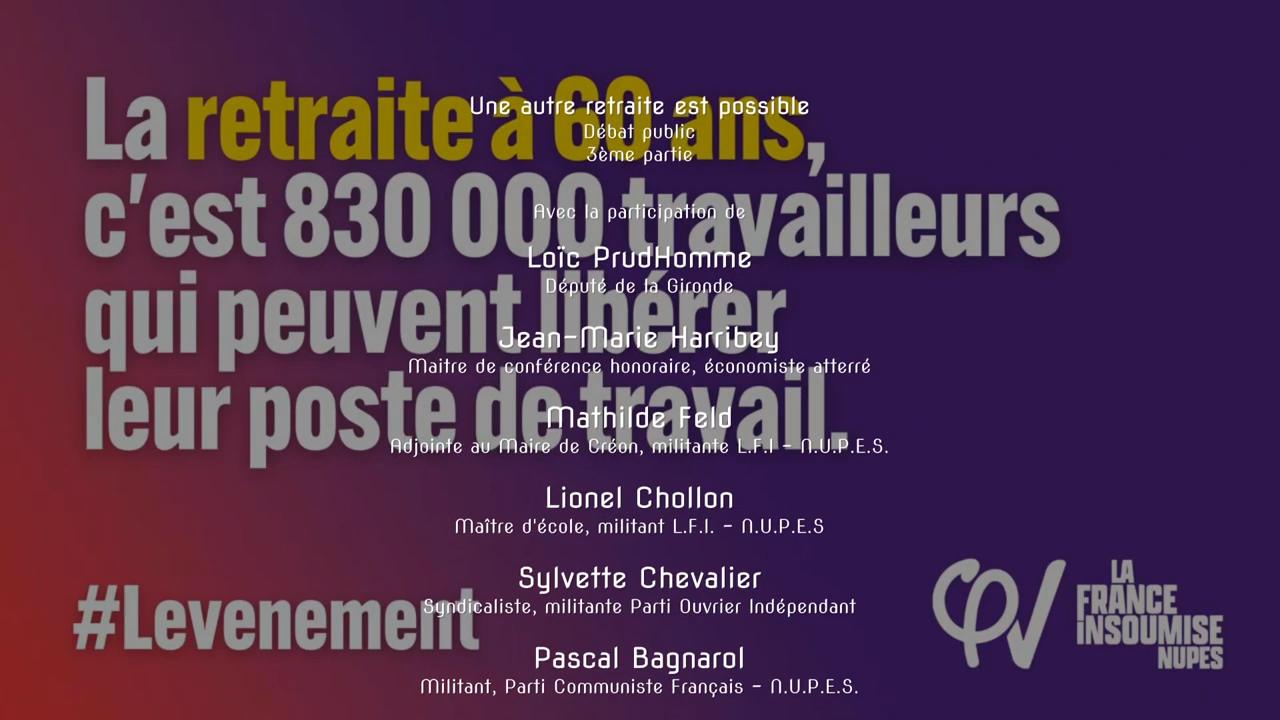 La retraite à 60 ans,
c'est 830 000 travailleurs
qui peuvent libérer
leur poste de travail.
#Levenement
LA
FRANCE
INSOUMISE
NUPES
Une autre retraite est possible
Débat public
3ème partie
Avec la participation de
Loïc PrudHomme
Député de la Gironde
Jean-Marie Harribey
Maitre de conférence honoraire, économiste atterré
Mathilde Feld
Adjointe au Maire de Créon, militante L.F.I - N.U.P.E.S.
Lionel Chollon
Maître d'école, militant L.F.I. - N.U.P.E.S
Sylvette Chevalier
Syndicaliste, militante Parti Ouvrier Indépendant
Pascal Bagnarol
Militant, Parti Communiste Français - N.U.P.E.S.